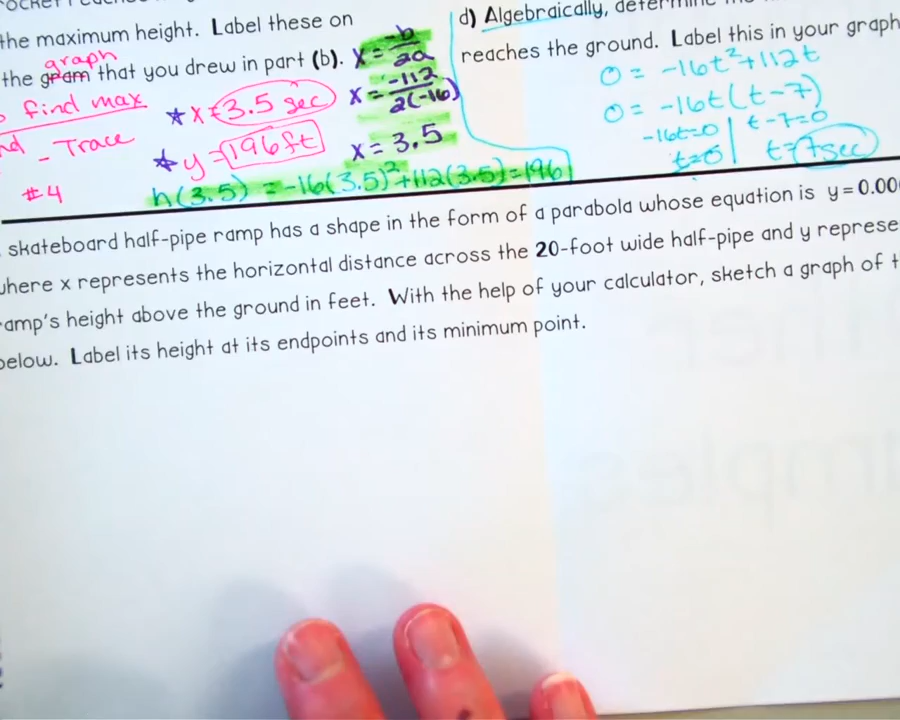 the maximum height. Label these on
graph
the gram that you drew in part (b).
find max
- Trace
#4
★ x = 3.5 sec
★ y = 196ft
x = -b/2a
x = -112/2(-16)
x = 3.5
h(3.5) = -16(3.5)²+112(3.5)=196
d) Algebraically,
reaches the ground. Label this in your graph
0 = -16t²+112t
0 = -16t(t-7)
-16t=0 | t-7=0
t=0 | t=7sec
skateboard half-pipe ramp has a shape in the form of a parabola whose equation is y=0.00
where x represents the horizontal distance across the 20-foot wide half-pipe and y represe
ramp's height above the ground in feet. With the help of your calculator, sketch a graph of t
below. Label its height at its endpoints and its minimum point.